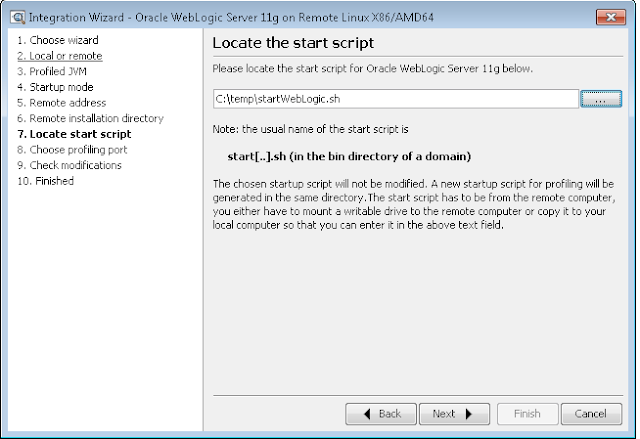 Integration Wizard - Oracle WebLogic Server 11g on Remote Linux X86/AMD64
1. Choose wizard
2. Local or remote
3. Profiled JVM
4. Startup mode
5. Remote address
6. Remote installation directory
7. Locate start script
8. Choose profiling port
9. Check modifications
10. Finished
Locate the start script
Please locate the start script for Oracle WebLogic Server 11g below.
C:\temp\startWebLogic.sh
...
Note: the usual name of the start script is
start[..].sh (in the bin directory of a domain)
The chosen startup script will not be modified. A new startup script for profiling will be
generated in the same directory.The start script has to be from the remote computer,
you either have to mount a writable drive to the remote computer or copy it to your
local computer so that you can enter it in the above text field.
Back
Next
Finish
Cancel